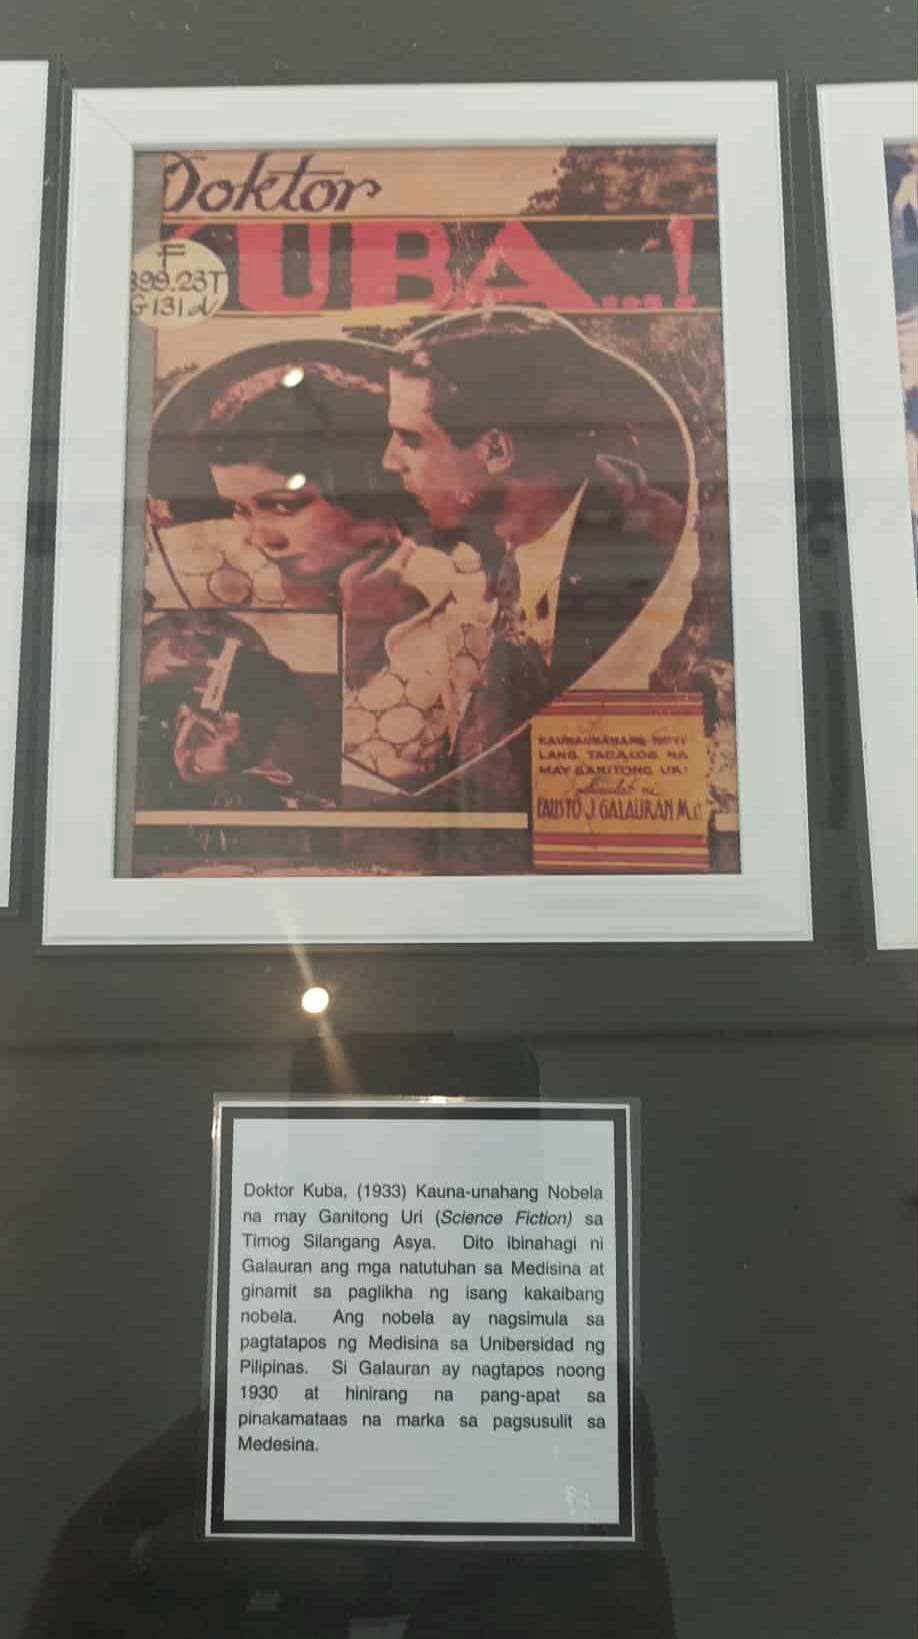 Doktor
KUBA...!
F
899.23T
G131d
KAUNAUNAHANG NOVE
LANG TAGALOG NA
MAY GANITONG URI
sinulat ni
FAUSTO J. GALAURAN M.D.
Doktor Kuba, (1933) Kauna-unahang Nobela
na may Ganitong Uri (Science Fiction) sa
Timog Silangang Asya. Dito ibinahagi ni
Galauran ang mga natutuhan sa Medisina at
ginamit sa paglikha ng isang kakaibang
nobela. Ang nobela ay nagsimula sa
pagtatapos ng Medisina sa Unibersidad ng
Pilipinas. Si Galauran ay nagtapos noong
1930 at hinirang na pang-apat sa
pinakamataas na marka sa pagsusulit sa
Medesina.